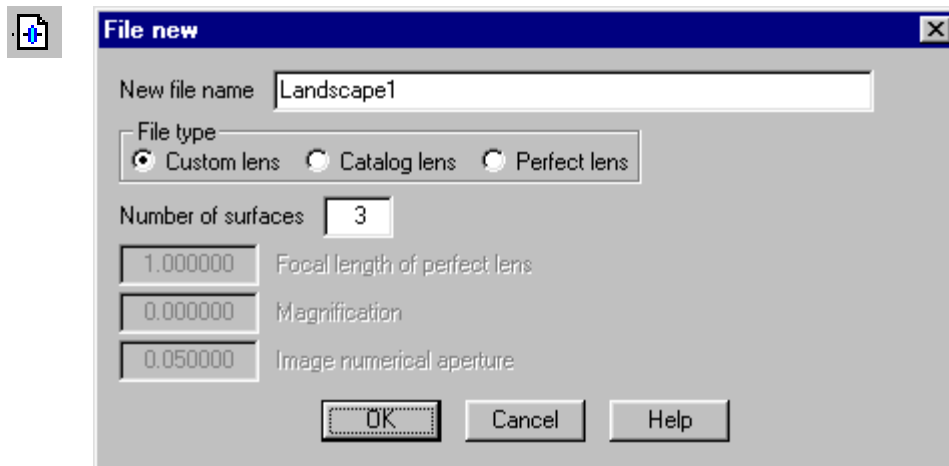 File new
New file name Landscape1
File type
Custom lens Catalog lens Perfect lens
Number of surfaces 3
1.000000 Focal length of perfect lens
0.000000 Magnification
0.050000 Image numerical aperture
OK Cancel Help